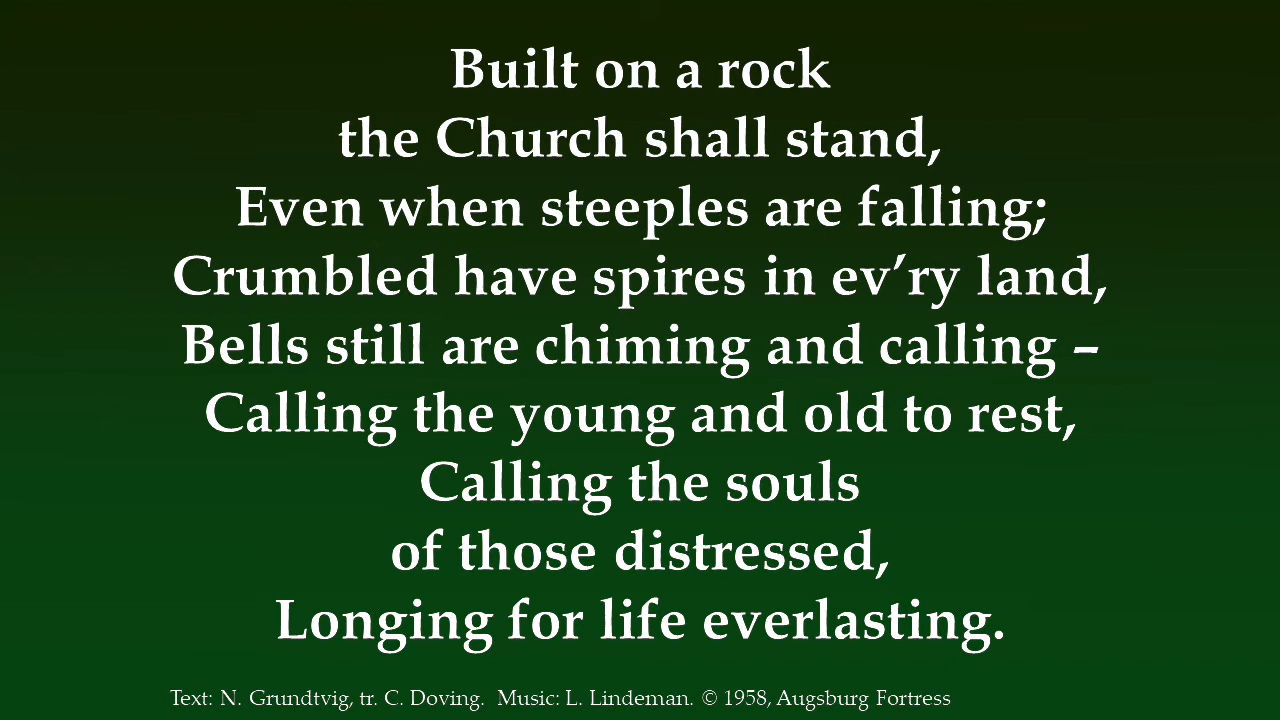 Built on a rock
the Church shall stand,
Even when steeples are falling;
Crumbled have spires in ev’ry land,
Bells still are chiming and calling –
Calling the young and old to rest,
Calling the souls
of those distressed,
Longing for life everlasting.
Text: N. Grundtvig, tr. C. Doving.  Music: L. Lindeman. © 1958, Augsburg Fortress